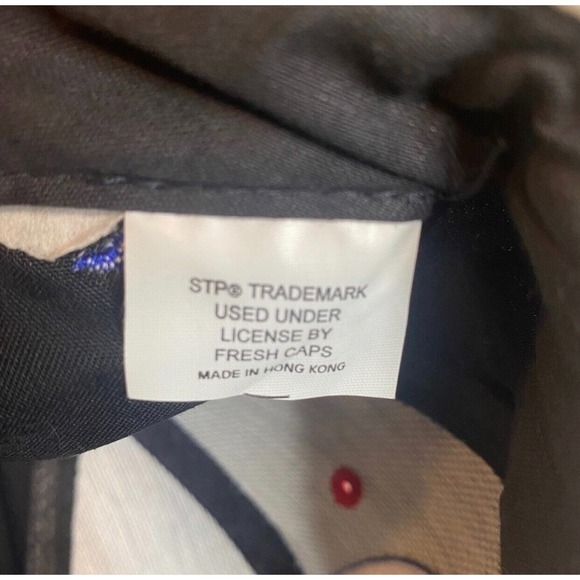 STP® TRADEMARK
USED UNDER
LICENSE BY
FRESH CAPS
MADE IN HONG KONG